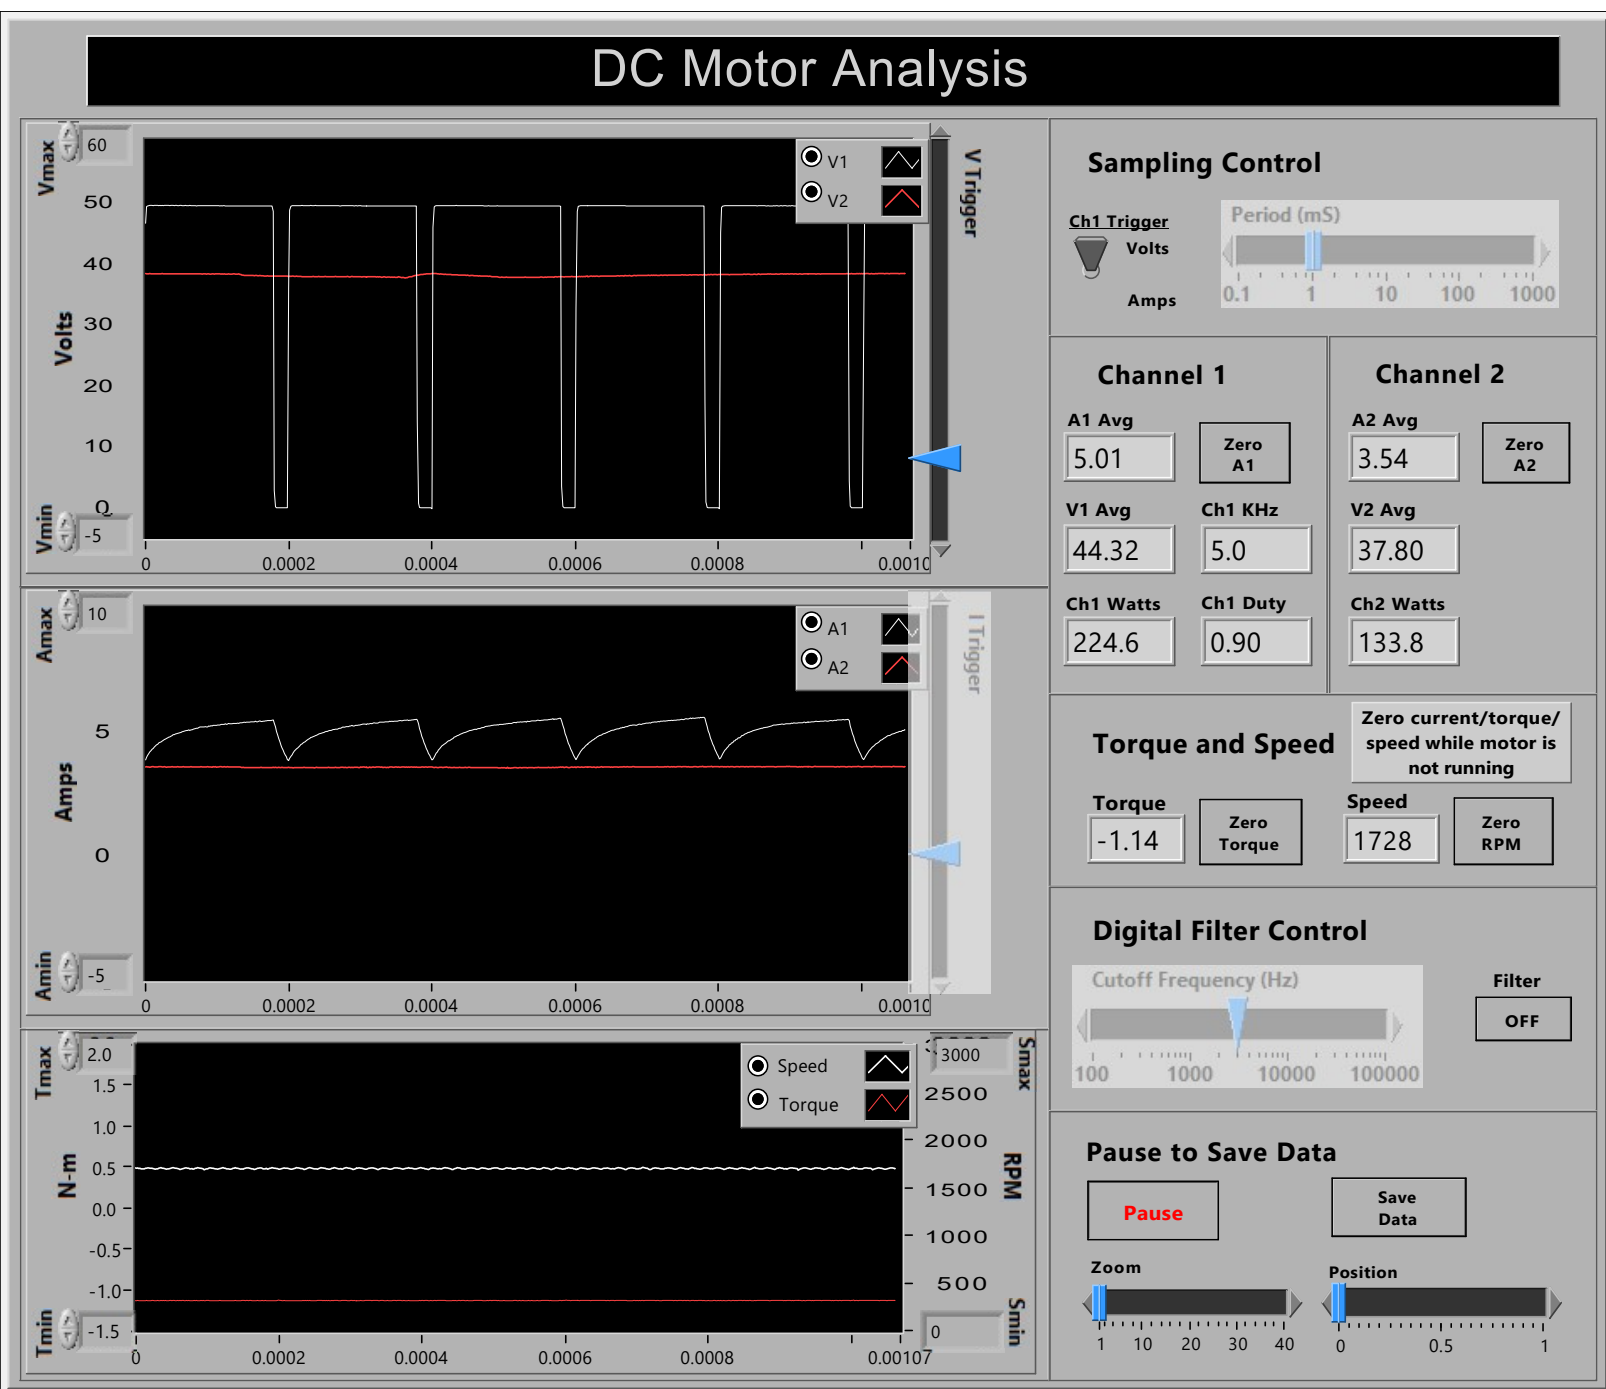 DC Motor Analysis
Vmax
60
50
40
30
20
10
0
-5
Vmin
Volts
0
0.0002
0.0004
0.0006
0.0008
0.0010
V1
V2
V Trigger
Amax
10
5
0
-5
Amin
Amps
0
0.0002
0.0004
0.0006
0.0008
0.0010
A1
A2
I Trigger
Tmax
2.0
1.5
1.0
0.5
0.0
-0.5
-1.0
-1.5
Tmin
N-m
0
0.0002
0.0004
0.0006
0.0008
0.00107
Speed
Torque
Smax
3000
2500
2000
1500
1000
500
0
Smin
RPM
Sampling Control
Ch1 Trigger
Volts
Amps
Period (mS)
0.1 1 10 100 1000
Channel 1
A1 Avg
5.01
Zero
A1
V1 Avg
44.32
Ch1 KHz
5.0
Ch1 Watts
224.6
Ch1 Duty
0.90
Channel 2
A2 Avg
3.54
Zero
A2
V2 Avg
37.80
Ch2 Watts
133.8
Torque and Speed
Zero current/torque/
speed while motor is
not running
Torque
-1.14
Zero
Torque
Speed
1728
Zero
RPM
Digital Filter Control
Cutoff Frequency (Hz)
100 1000 10000 100000
Filter
OFF
Pause to Save Data
Pause
Save
Data
Zoom
1 10 20 30 40
Position
0 0.5 1